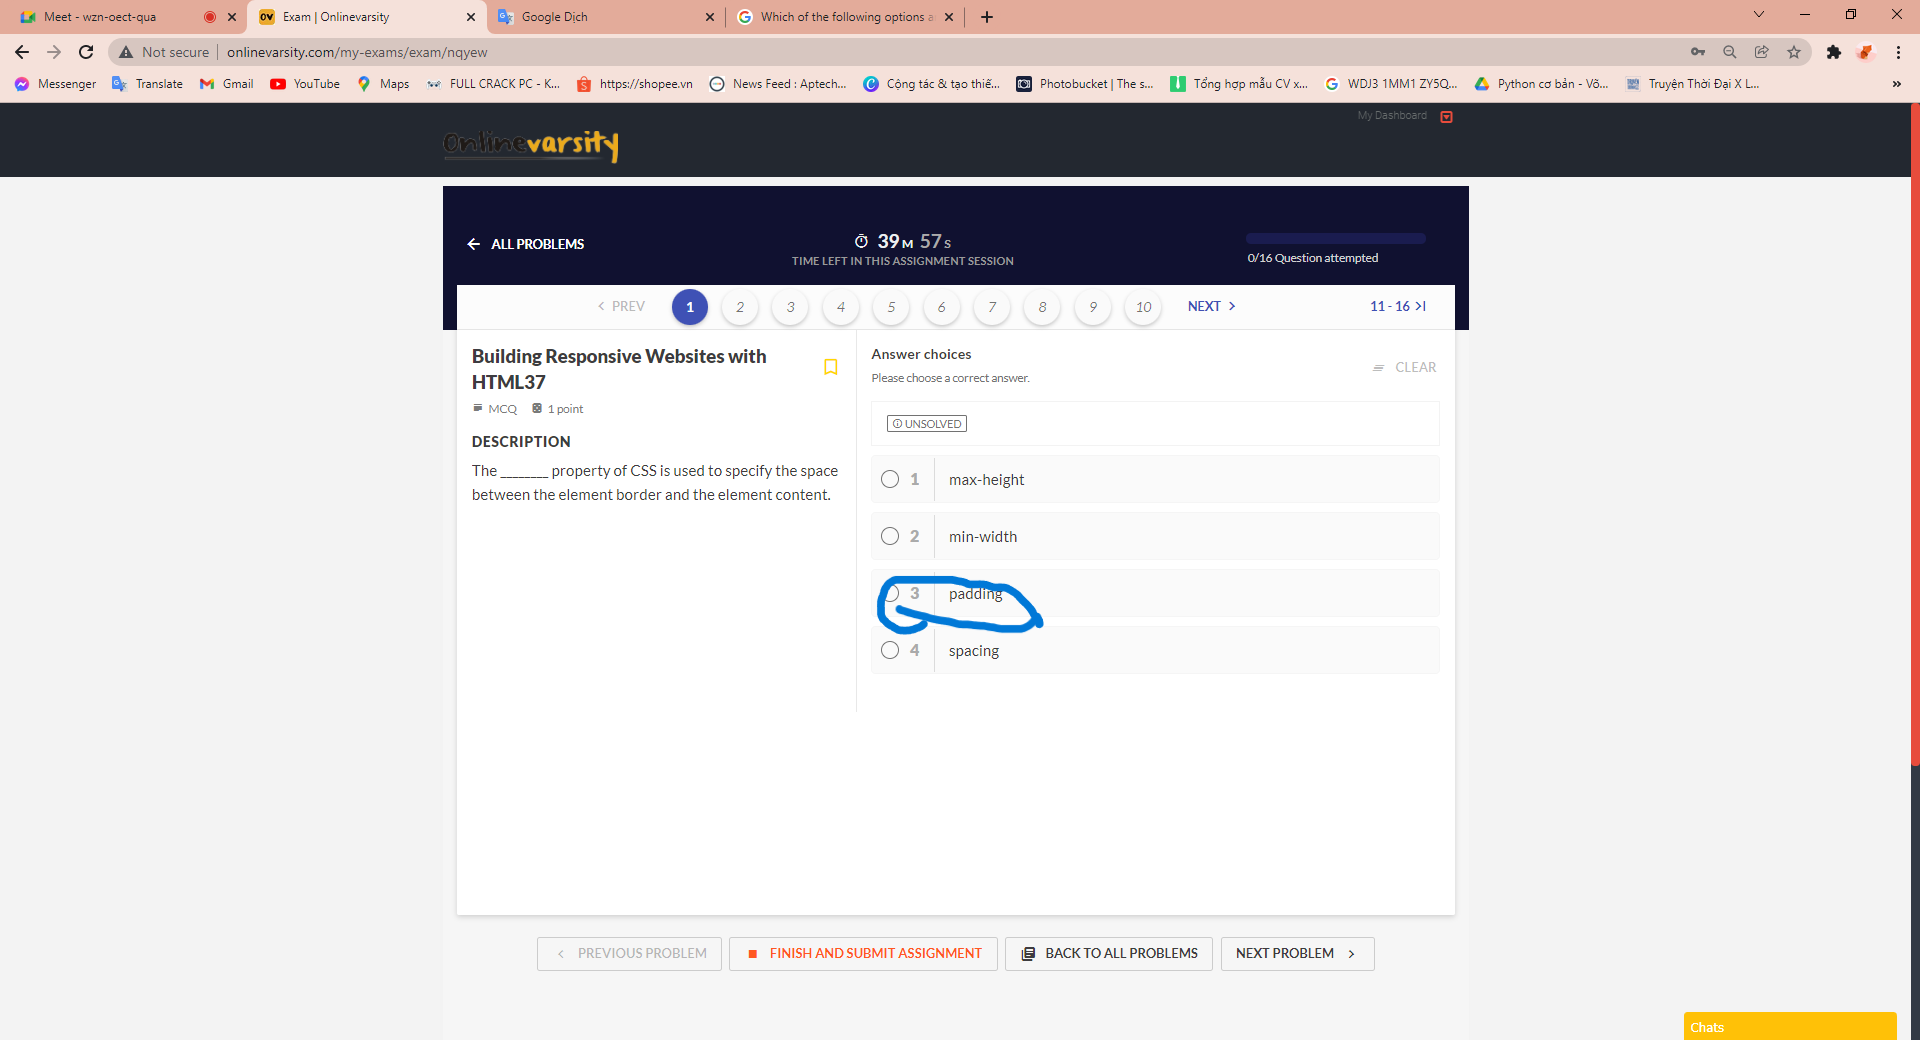 Meet - wzn-oect-qua
Exam | Onlinevarsity
Google Dịch
Which of the following options a
Not secure
onlinevarsity.com/my-exams/exam/nqyew
Messenger
Translate
Gmail
YouTube
Maps
FULL CRACK PC - K...
https://shopee.vn
News Feed : Aptech...
Cộng tác & tạo thiế...
Photobucket | The s...
Tổng hợp mẫu CV x...
WDJ3 1MM1 ZY5Q...
Python cơ bản - Võ...
Truyện Thời Đại X L...
»
My Dashboard
Onlinevarsity
ALL PROBLEMS
39 M 57 S
TIME LEFT IN THIS ASSIGNMENT SESSION
0/16 Question attempted
PREV
1
2
3
4
5
6
7
8
9
10
NEXT
11 - 16
Building Responsive Websites with
HTML37
MCQ
1 point
DESCRIPTION
The ________ property of CSS is used to specify the space
between the element border and the element content.
Answer choices
Please choose a correct answer.
CLEAR
UNSOLVED
1 max-height
2 min-width
3 padding
4 spacing
PREVIOUS PROBLEM
FINISH AND SUBMIT ASSIGNMENT
BACK TO ALL PROBLEMS
NEXT PROBLEM
Chats